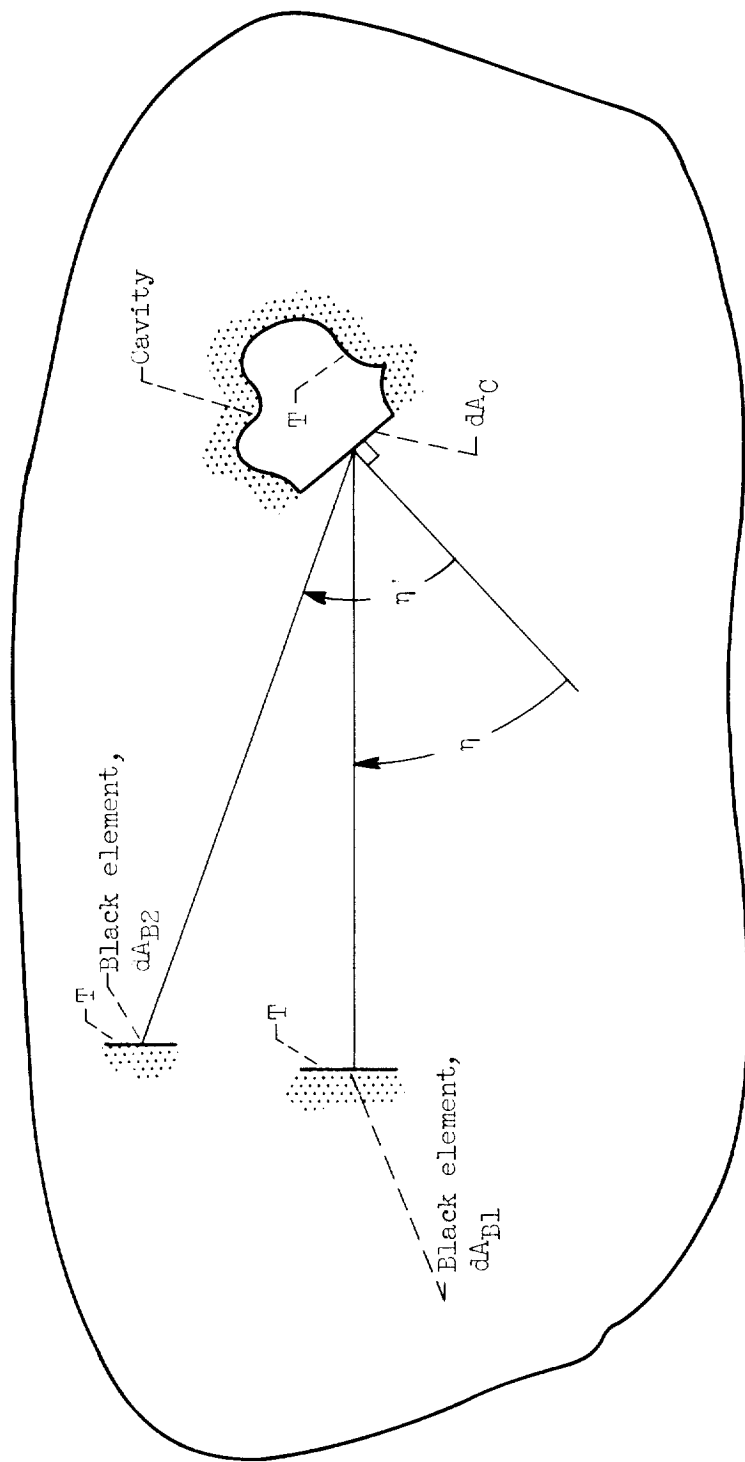 Cavity
T
dA_C
η'
η
T
Black element,
dA_B2
T
Black element,
dA_B1